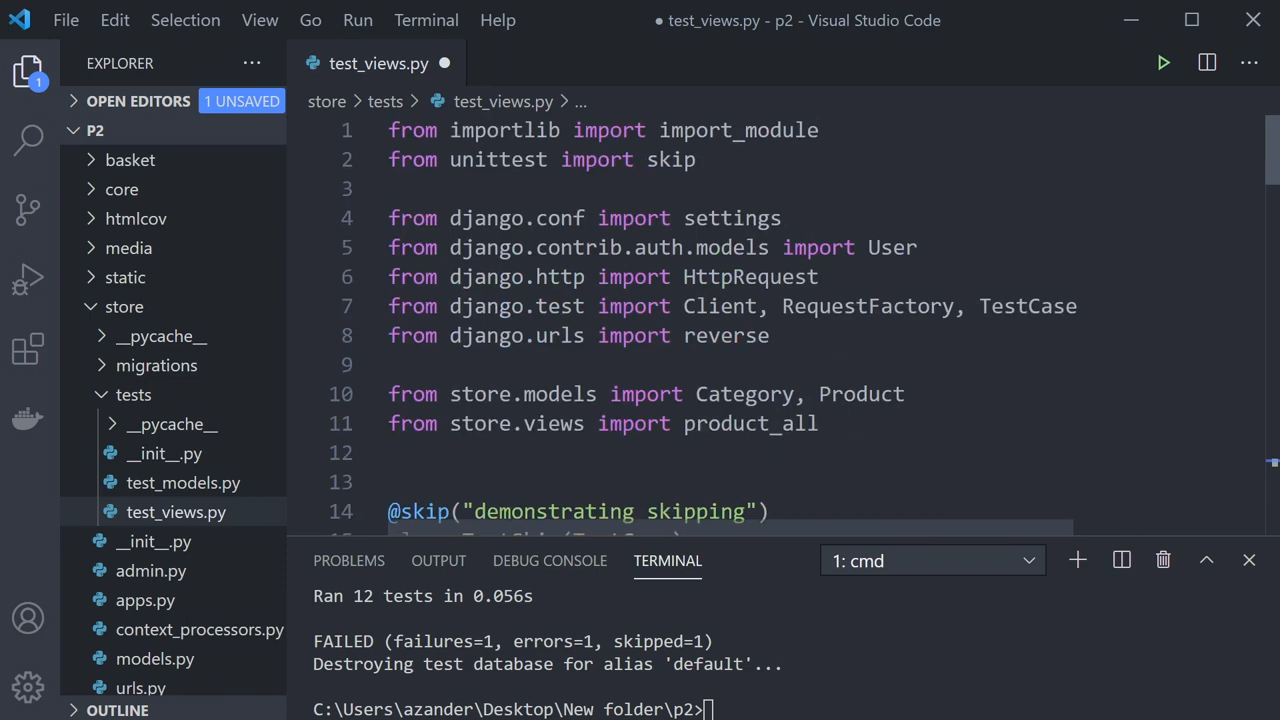 File Edit Selection View Go Run Terminal Help
● test_views.py - p2 - Visual Studio Code
EXPLORER
1
OPEN EDITORS
1 UNSAVED
P2
basket
core
htmlcov
media
static
store
__pycache__
migrations
tests
__pycache__
__init__.py
test_models.py
test_views.py
__init__.py
admin.py
apps.py
context_processors.py
models.py
urls.py
OUTLINE
test_views.py
store > tests > test_views.py > ...
1 from importlib import import_module
2 from unittest import skip
3
4 from django.conf import settings
5 from django.contrib.auth.models import User
6 from django.http import HttpRequest
7 from django.test import Client, RequestFactory, TestCase
8 from django.urls import reverse
9
10 from store.models import Category, Product
11 from store.views import product_all
12
13
14 @skip("demonstrating skipping")
PROBLEMS OUTPUT DEBUG CONSOLE TERMINAL
1: cmd
Ran 12 tests in 0.056s
FAILED (failures=1, errors=1, skipped=1)
Destroying test database for alias 'default'...
C:\Users\azander\Desktop\New folder\p2>